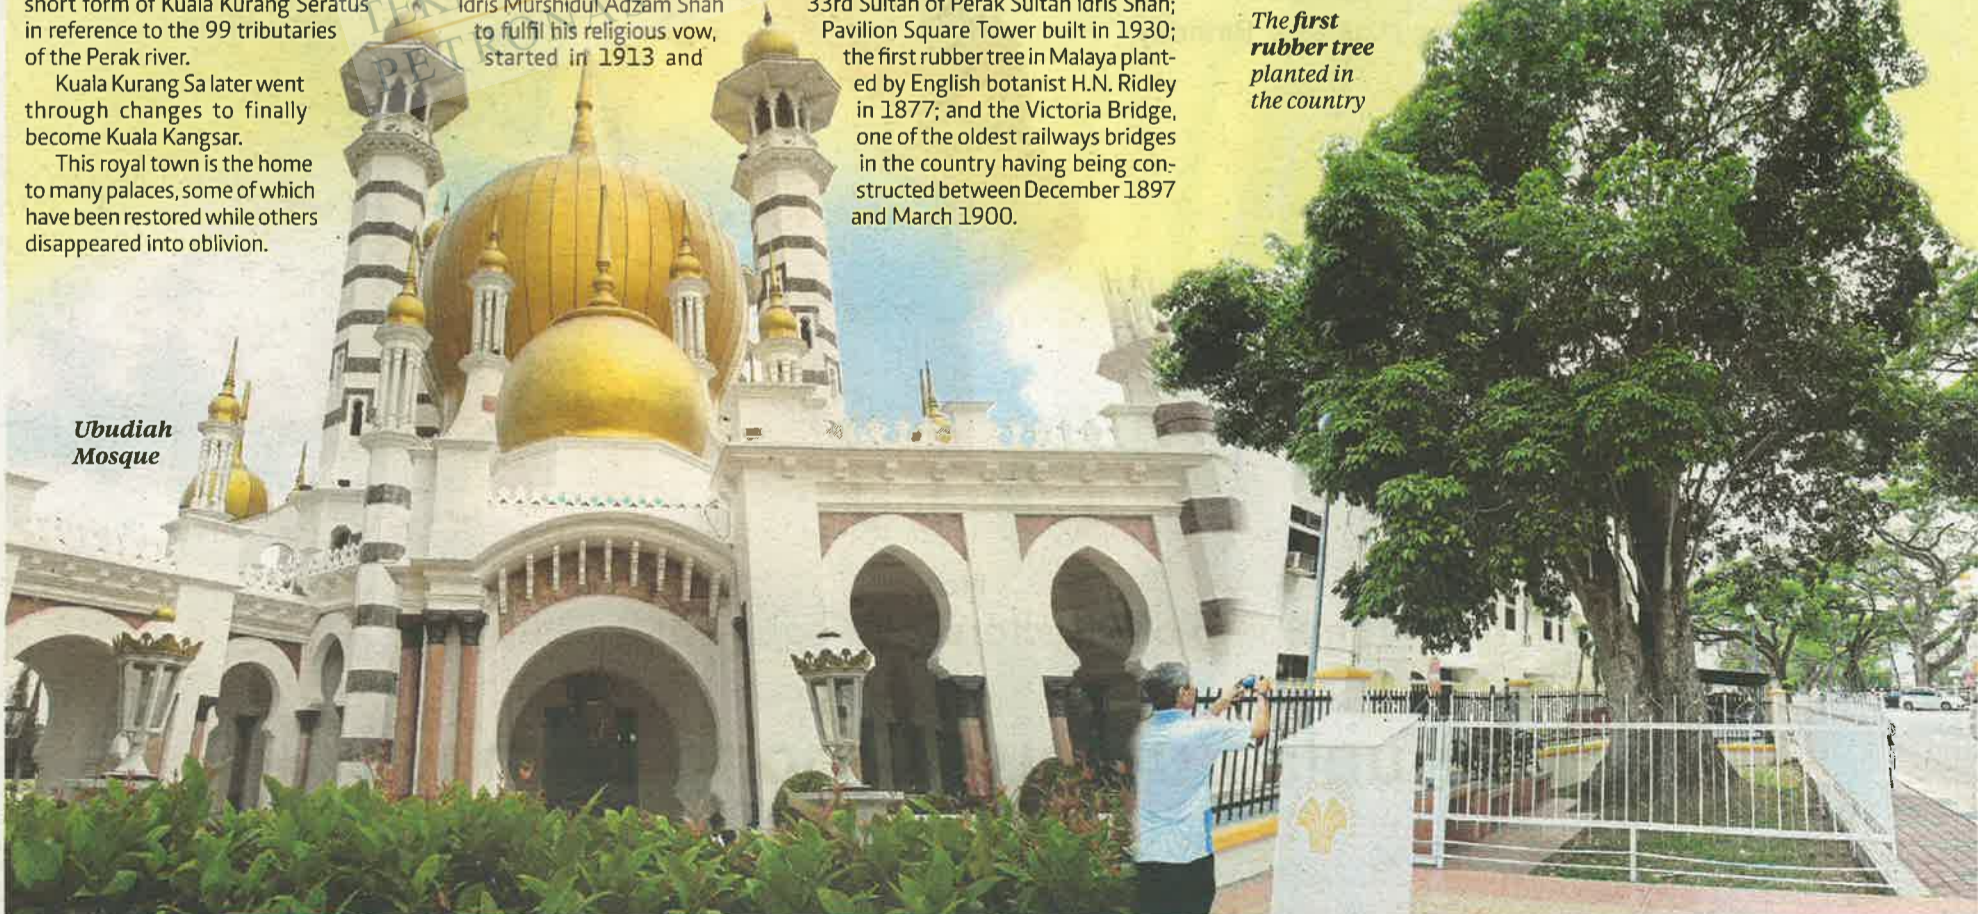 short form of Kuala Kurang Seratus
in reference to the 99 tributaries
of the Perak river.
Kuala Kurang Sa later went
through changes to finally
become Kuala Kangsar.
This royal town is the home
to many palaces, some of which
have been restored while others
disappeared into oblivion.
Idris Murshidul Adzam Shah
to fulfil his religious vow,
started in 1913 and
33rd Sultan of Perak Sultan Idris Shah;
Pavilion Square Tower built in 1930;
the first rubber tree in Malaya plant-
ed by English botanist H.N. Ridley
in 1877; and the Victoria Bridge,
one of the oldest railways bridges
in the country having being con-
structed between December 1897
and March 1900.
The first
rubber tree
planted in
the country
Ubudiah
Mosque